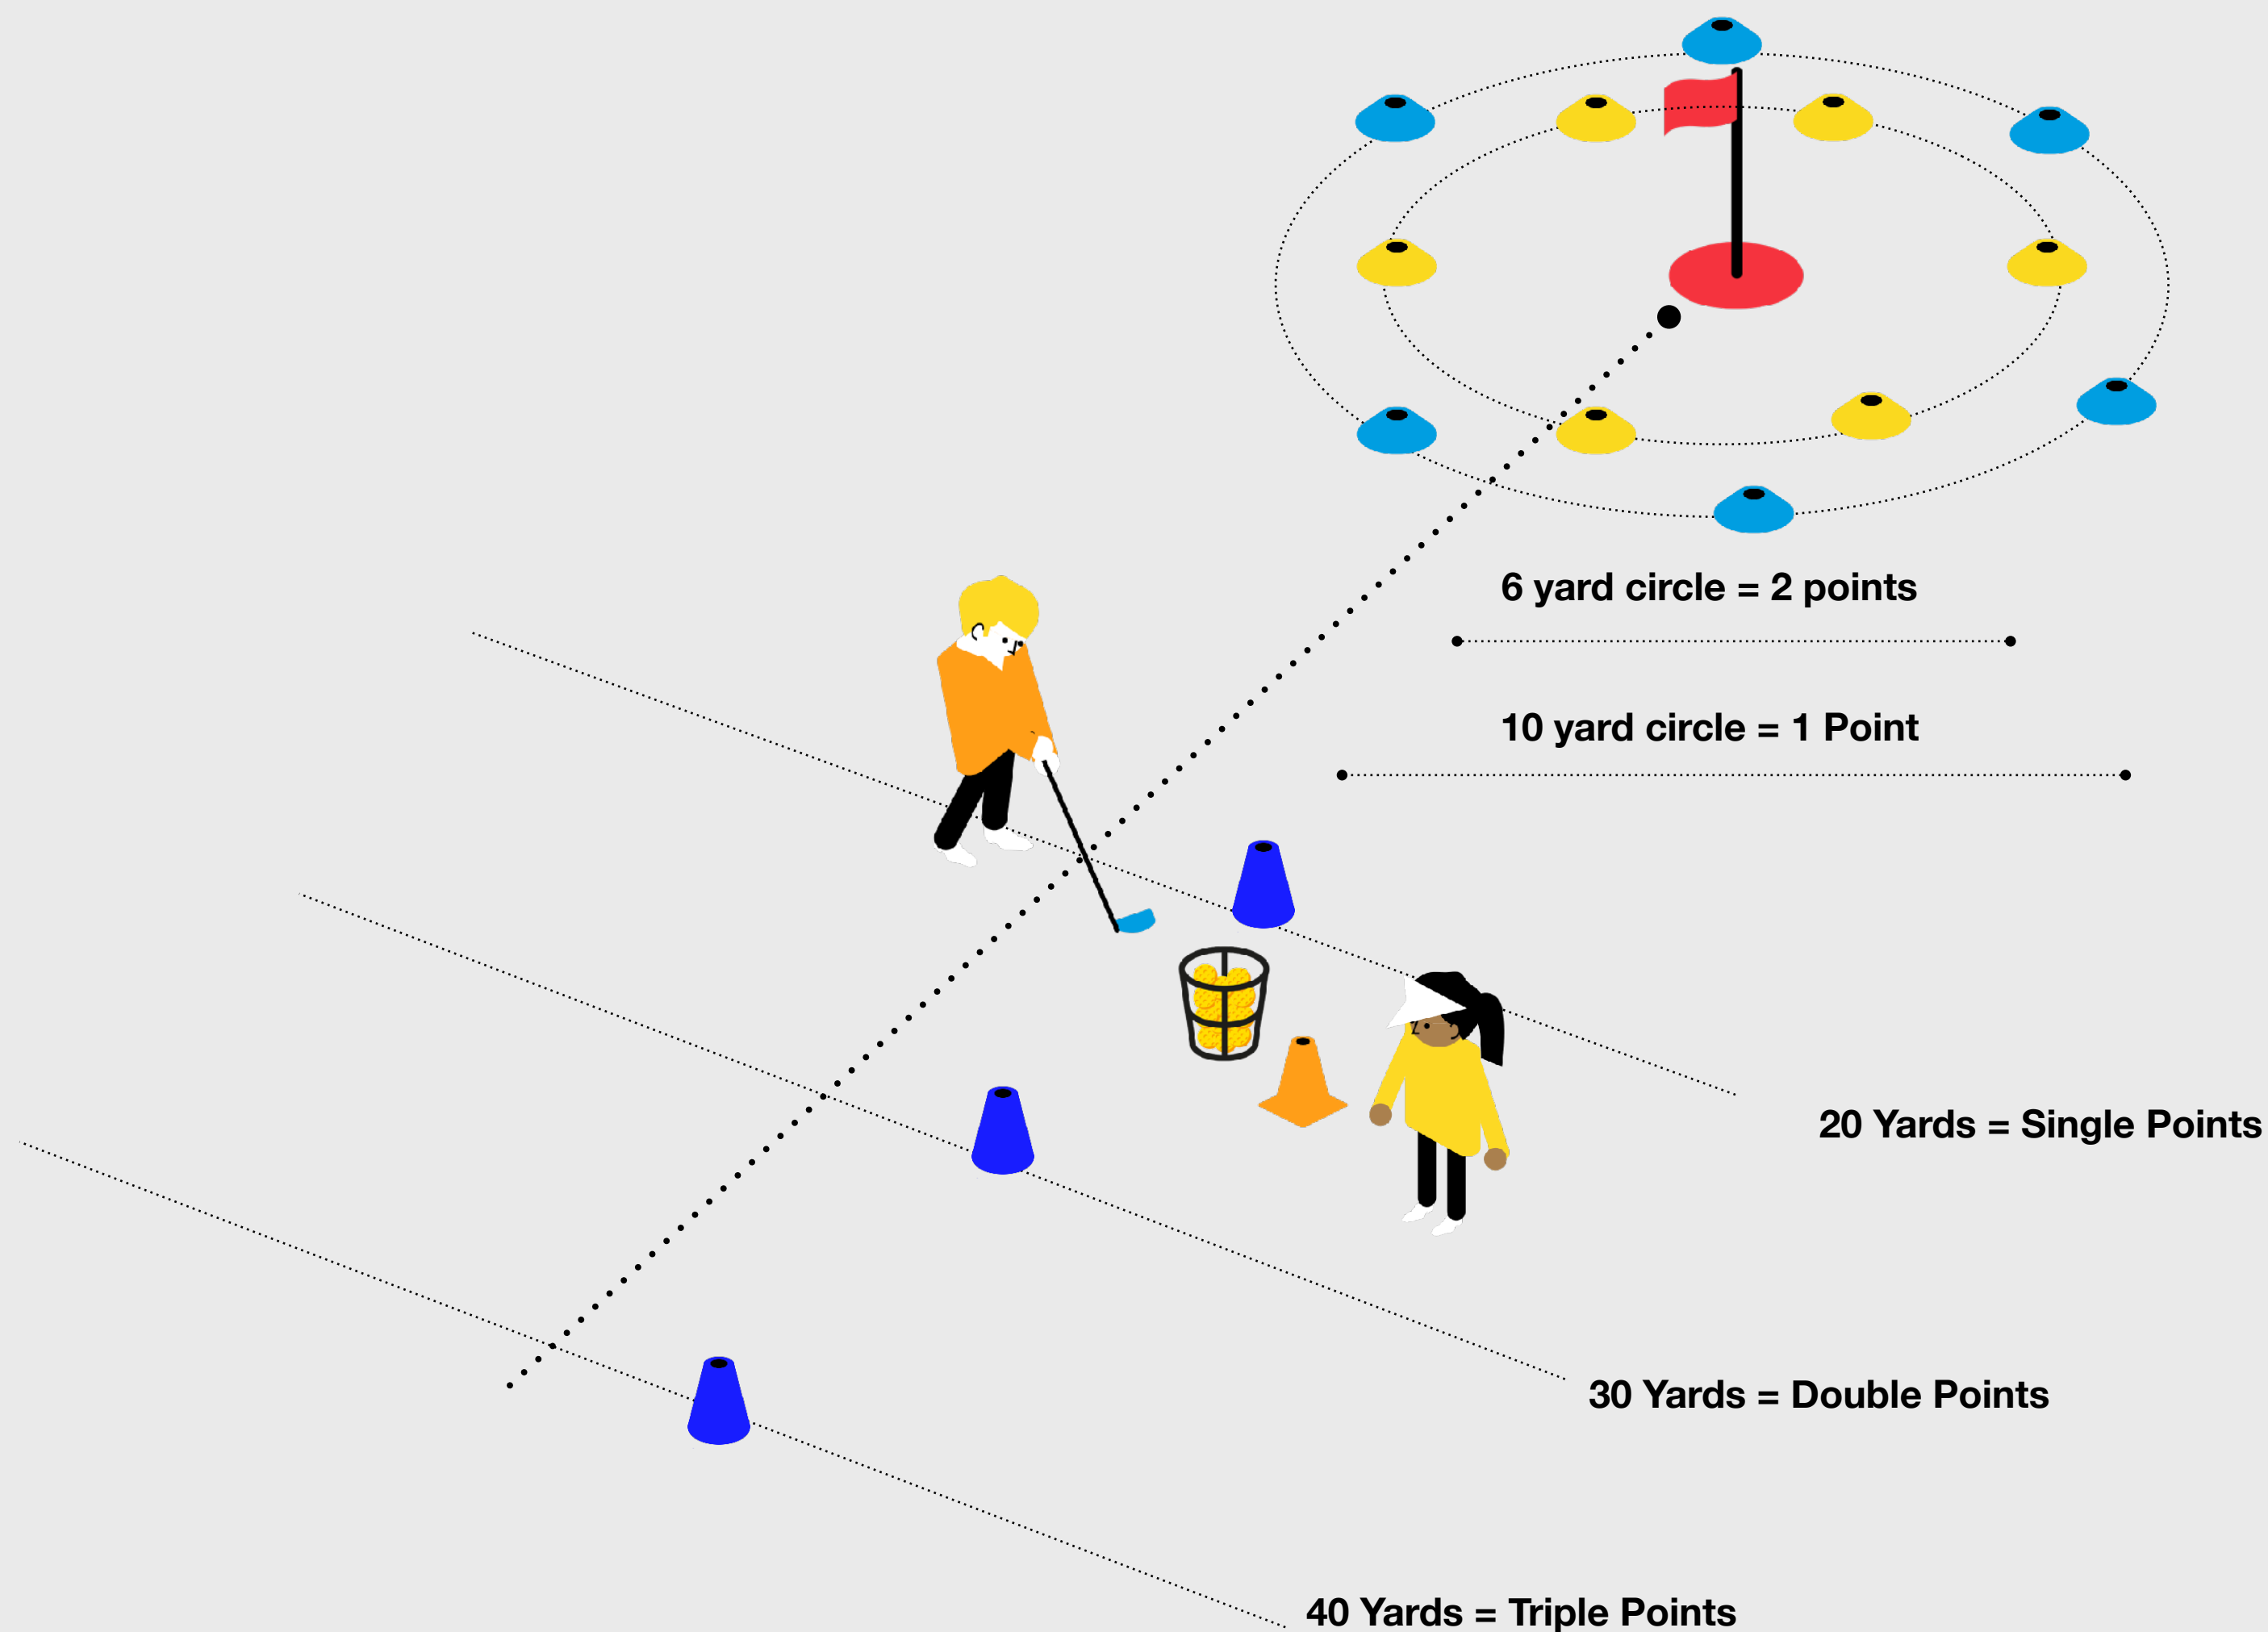 6 yard circle = 2 points
10 yard circle = 1 Point
20 Yards = Single Points
30 Yards = Double Points
40 Yards = Triple Points